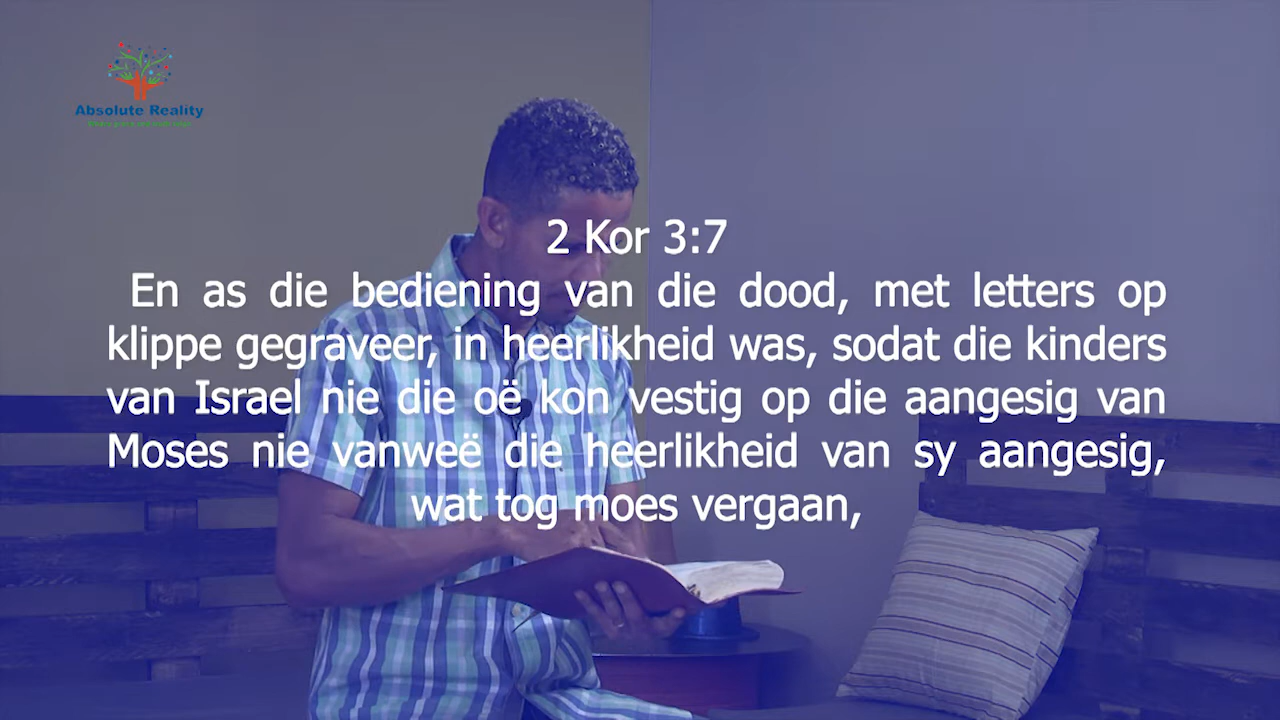 Absolute Reality
2 Kor 3:7
En as die bediening van die dood, met letters op
klippe gegraveer, in heerlikheid was, sodat die kinders
van Israel nie die oë kon vestig op die aangesig van
Moses nie vanweë die heerlikheid van sy aangesig,
wat tog moes vergaan,